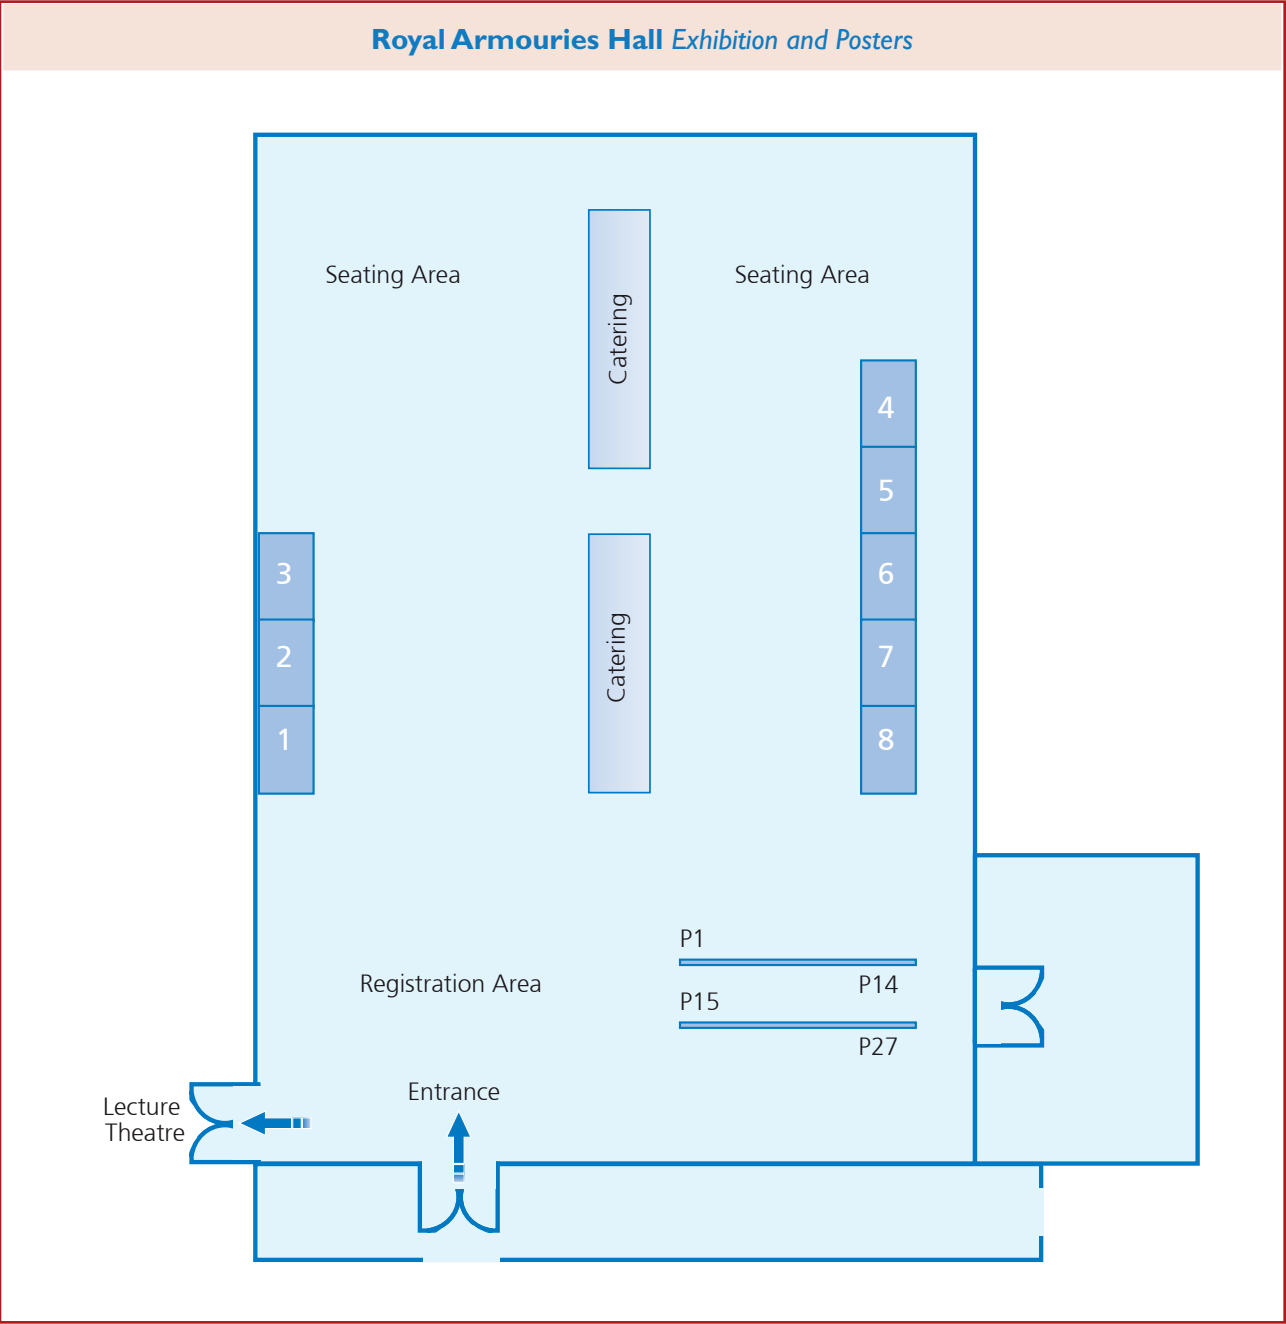 Royal Armouries Hall Exhibition and Posters
Seating Area
Seating Area
Catering
4
5
3
6
Catering
2
7
1
8
P1
Registration Area
P14
P15
P27
Entrance
Lecture
Theatre